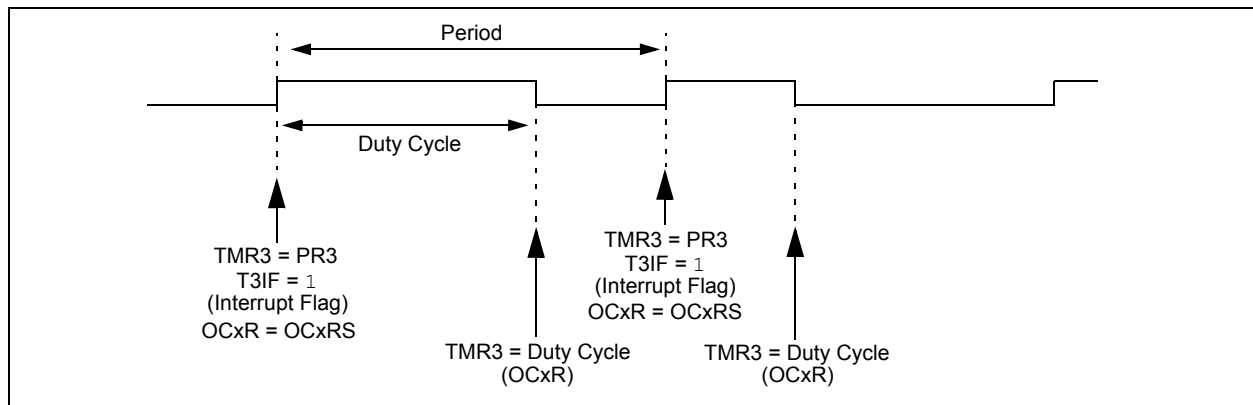 Period
Duty Cycle
TMR3 = PR3
T3IF = 1
(Interrupt Flag)
OCxR = OCxRS
TMR3 = Duty Cycle
(OCxR)
TMR3 = PR3
T3IF = 1
(Interrupt Flag)
OCxR = OCxRS
TMR3 = Duty Cycle
(OCxR)